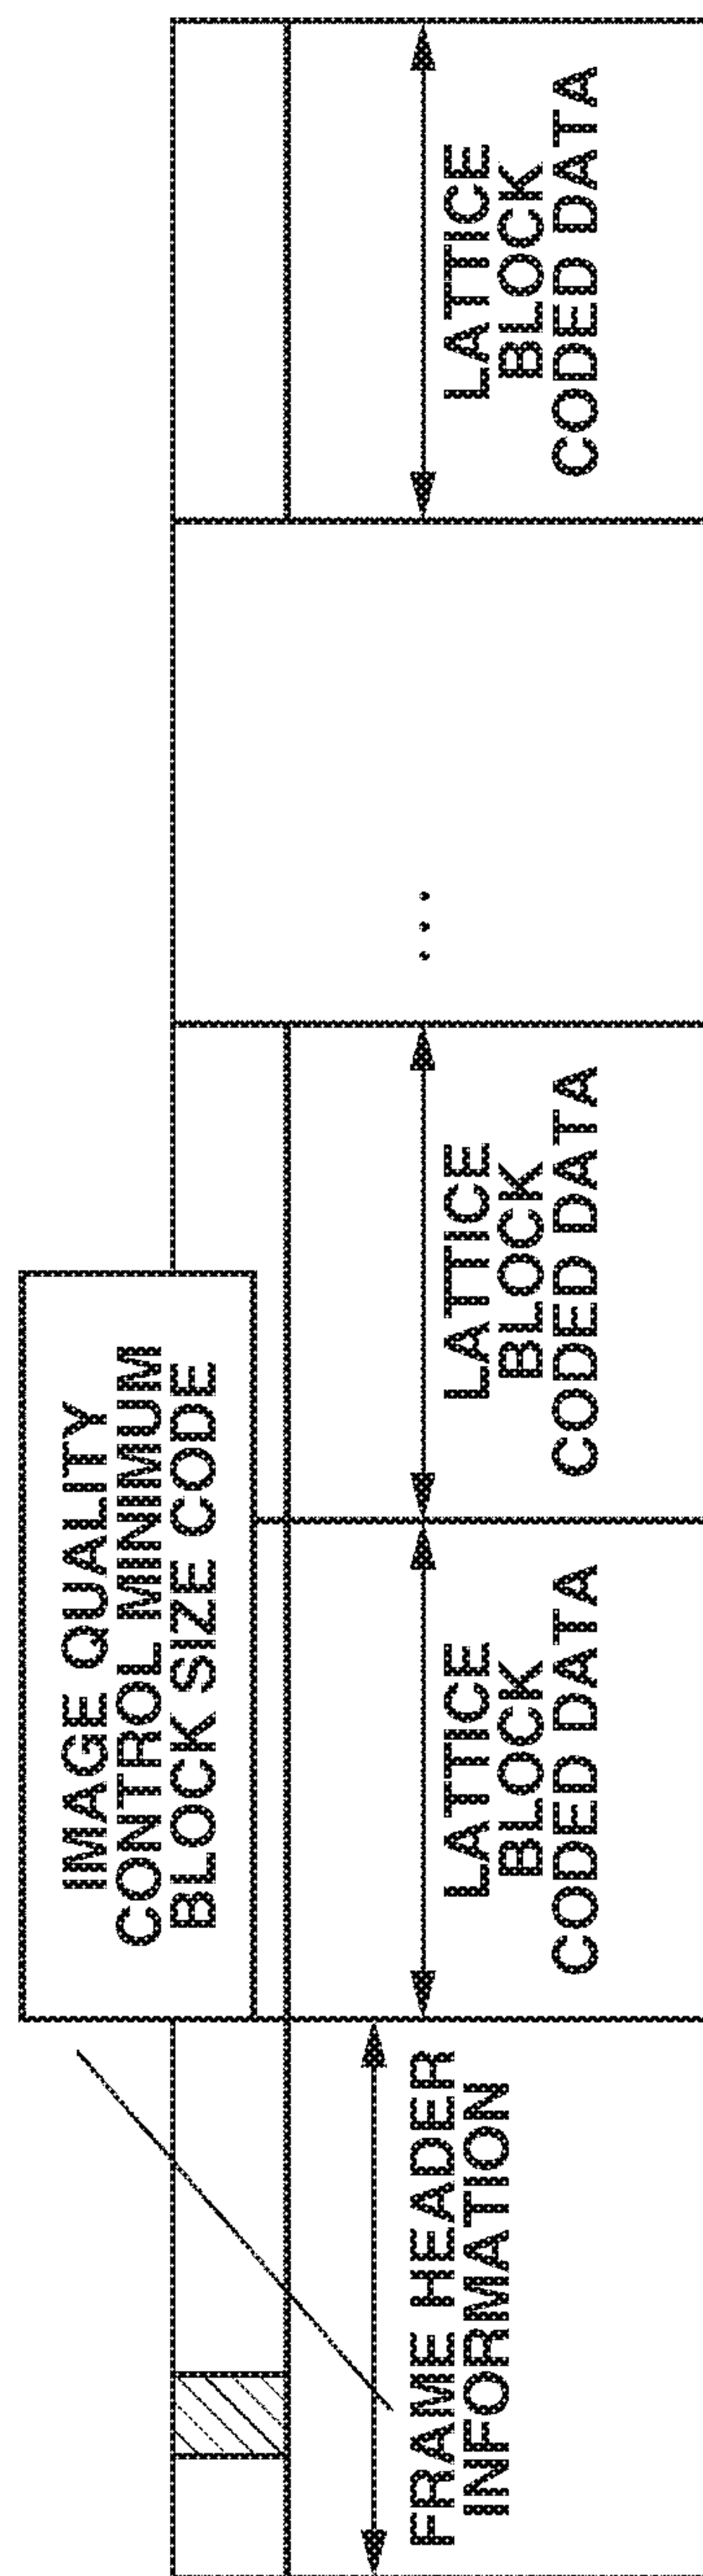 IMAGE QUALITY
CONTROL MINIMUM
BLOCK SIZE CODE
FRAME HEADER
INFORMATION
LATTICE
BLOCK
CODED DATA
LATTICE
BLOCK
CODED DATA
...
LATTICE
BLOCK
CODED DATA